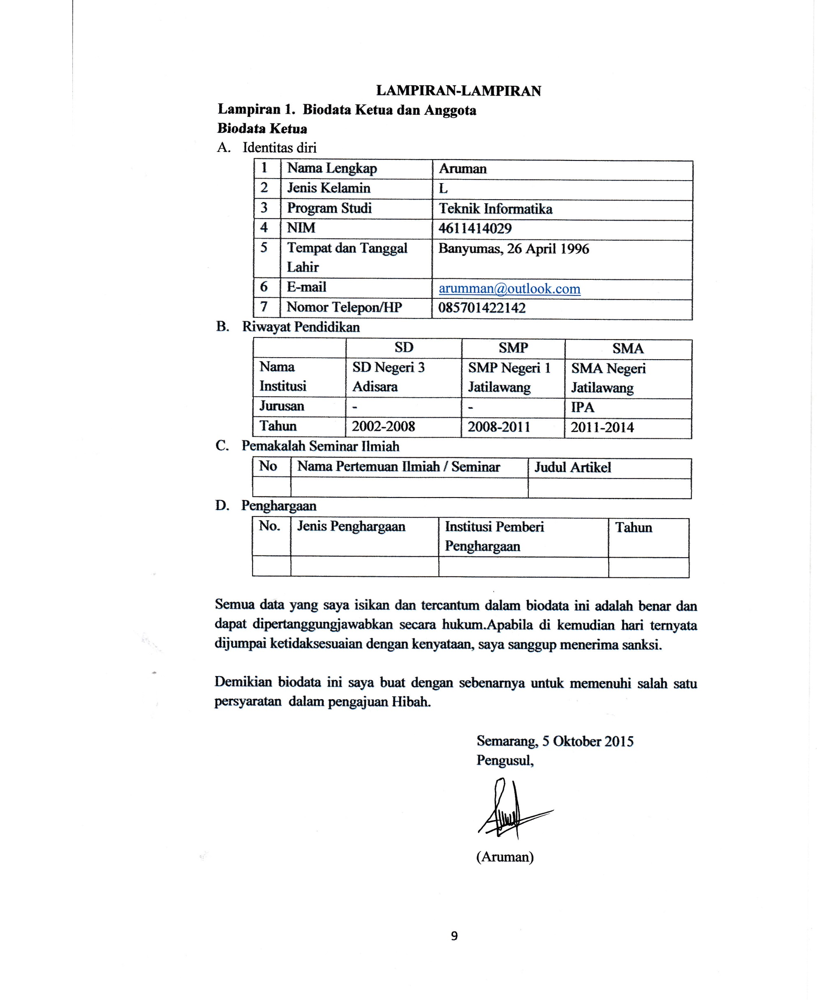 LAMPIRAN-LAMPIRAN
Lampiran 1. Biodata Ketua dan Anggota
Biodata Ketua
A. Identitas diri
1 Nama Lengkap Aruman
2 Jenis Kelamin L
3 Program Studi Teknik Informatika
4 NIM 4611414029
5 Tempat dan Tanggal Banyumas, 26 April 1996
Lahir
6 E-mail arumman@outlook.com
7 Nomor Telepon/HP 085701422142
B. Riwayat Pendidikan
SD SMP SMA
Nama SD Negeri 3 SMP Negeri 1 SMA Negeri
Institusi Adisara Jatilawang Jatilawang
Jurusan - - IPA
Tahun 2002-2008 2008-2011 2011-2014
C. Pemakalah Seminar Ilmiah
No Nama Pertemuan Ilmiah / Seminar Judul Artikel
D. Penghargaan
No. Jenis Penghargaan Institusi Pemberi Tahun
Penghargaan
Semua data yang saya isikan dan tercantum dalam biodata ini adalah benar dan
dapat dipertanggungjawabkan secara hukum.Apabila di kemudian hari ternyata
dijumpai ketidaksesuaian dengan kenyataan, saya sanggup menerima sanksi.
Demikian biodata ini saya buat dengan sebenarnya untuk memenuhi salah satu
persyaratan dalam pengajuan Hibah.
Semarang, 5 Oktober 2015
Pengusul,
(Aruman)
9